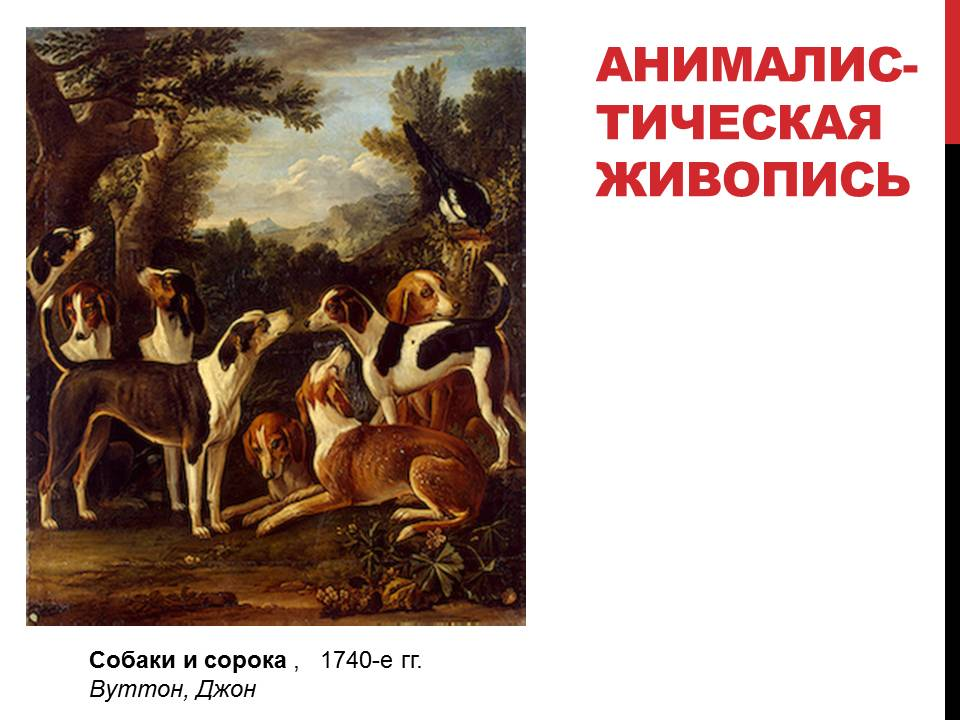 АНИМАЛИС-
ТИЧЕСКАЯ
ЖИВОПИСЬ
Собаки и сорока , 1740-е гг.
Вуттон, Джон